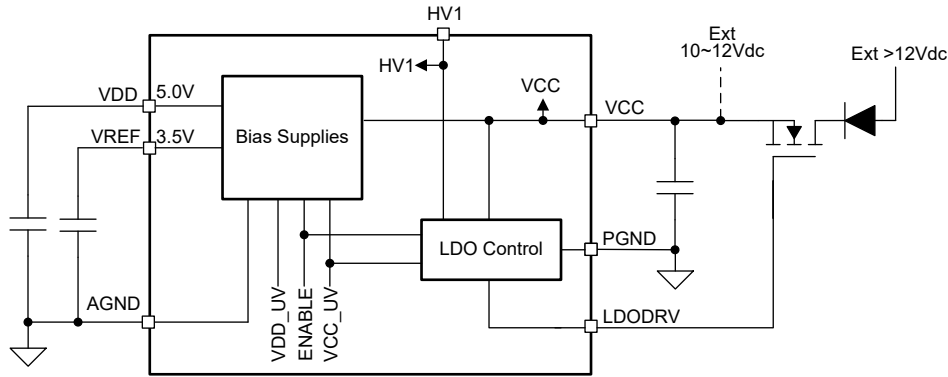 HV1
Ext
10~12Vdc
Ext >12Vdc
HV1
VDD
5.0V
VCC
VCC
VREF
3.5V
Bias Supplies
LDO Control
PGND
AGND
VDD_UV
ENABLE
VCC_UV
LDODRV